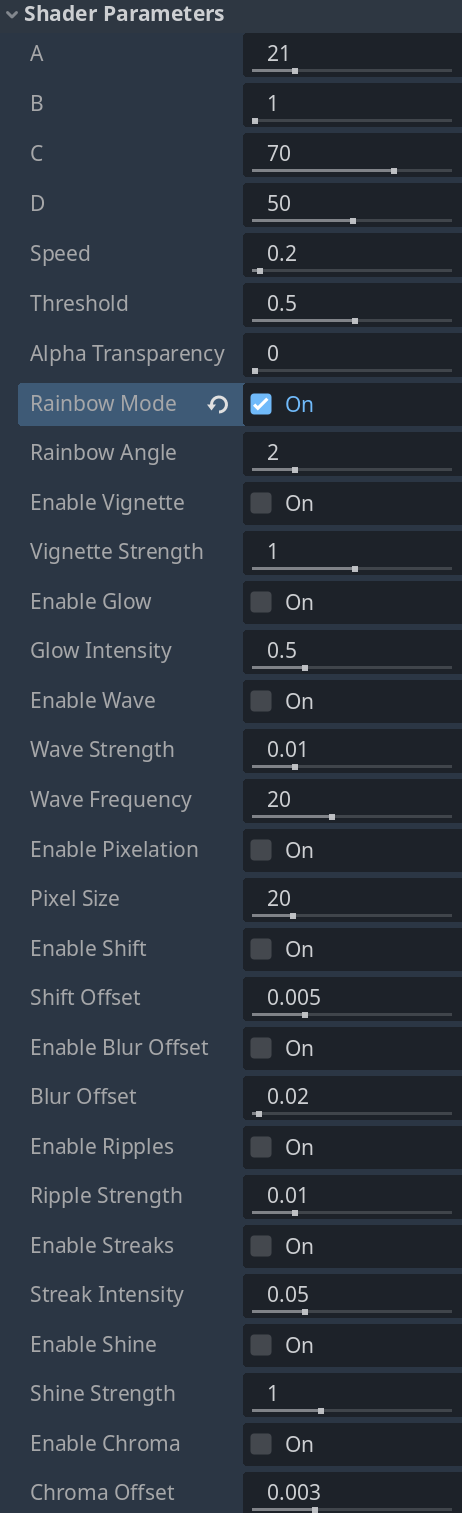 Shader Parameters
A 21
B 1
C 70
D 50
Speed 0.2
Threshold 0.5
Alpha Transparency 0
Rainbow Mode On
Rainbow Angle 2
Enable Vignette On
Vignette Strength 1
Enable Glow On
Glow Intensity 0.5
Enable Wave On
Wave Strength 0.01
Wave Frequency 20
Enable Pixelation On
Pixel Size 20
Enable Shift On
Shift Offset 0.005
Enable Blur Offset On
Blur Offset 0.02
Enable Ripples On
Ripple Strength 0.01
Enable Streaks On
Streak Intensity 0.05
Enable Shine On
Shine Strength 1
Enable Chroma On
Chroma Offset 0.003